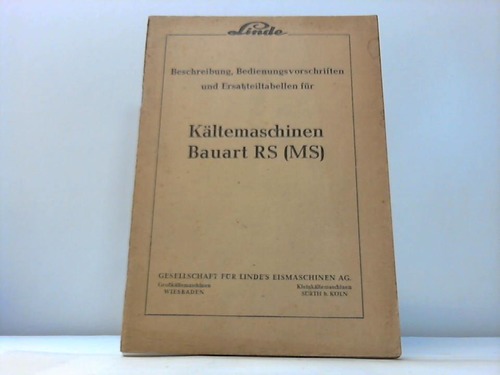 Linde
Beschreibung, Bedienungsvorschriften
und Ersatzteiltabellen für
Kältemaschinen
Bauart RS (MS)
GESELLSCHAFT FÜR LINDE'S EISMASCHINEN AG.
Großkältemaschinen Kleinkältemaschinen
WIESBADEN SÜRTH b. KÖLN